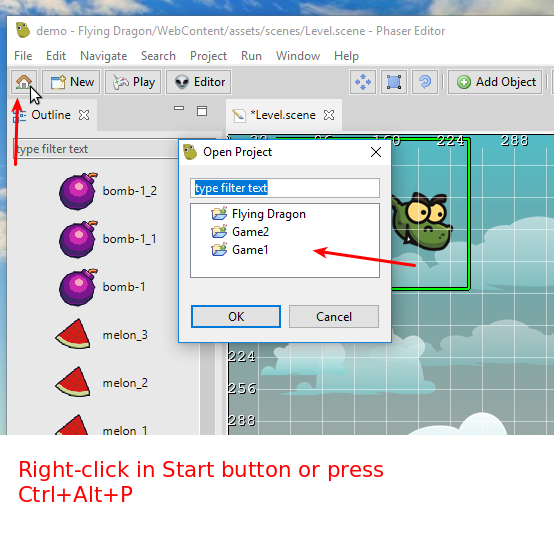 demo - Flying Dragon/WebContent/assets/scenes/Level.scene - Phaser Editor
File Edit Navigate Search Project Run Window Help
New Play Editor Add Object
Outline *Level.scene
type filter text
160 224 288
Open Project
type filter text
Flying Dragon
Game2
Game1
OK Cancel
bomb-1_2
bomb-1_1
bomb-1
melon_3
melon_2
melon_1
224
256
288
Right-click in Start button or press
Ctrl+Alt+P